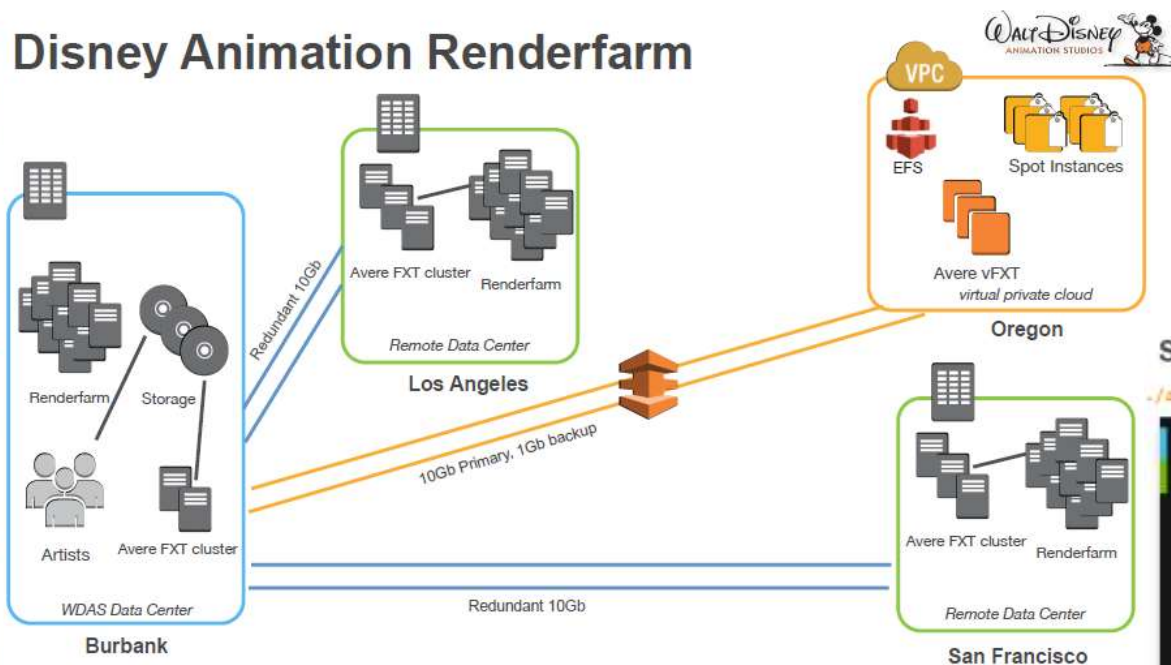 Disney Animation Renderfarm
WALT DISNEY
ANIMATION STUDIOS
VPC
EFS
Spot Instances
Avere vFXT
virtual private cloud
Oregon
Avere FXT cluster
Renderfarm
Remote Data Center
Los Angeles
Redundant 10Gb
10Gb Primary, 1Gb backup
Renderfarm
Storage
Artists
Avere FXT cluster
WDAS Data Center
Burbank
Redundant 10Gb
Avere FXT cluster
Renderfarm
Remote Data Center
San Francisco